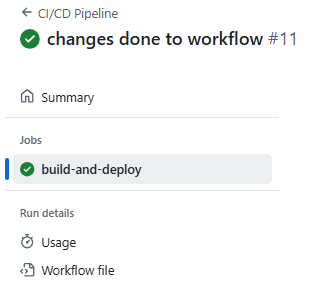 CI/CD Pipeline
changes done to workflow #11
Summary
Jobs
build-and-deploy
Run details
Usage
Workflow file